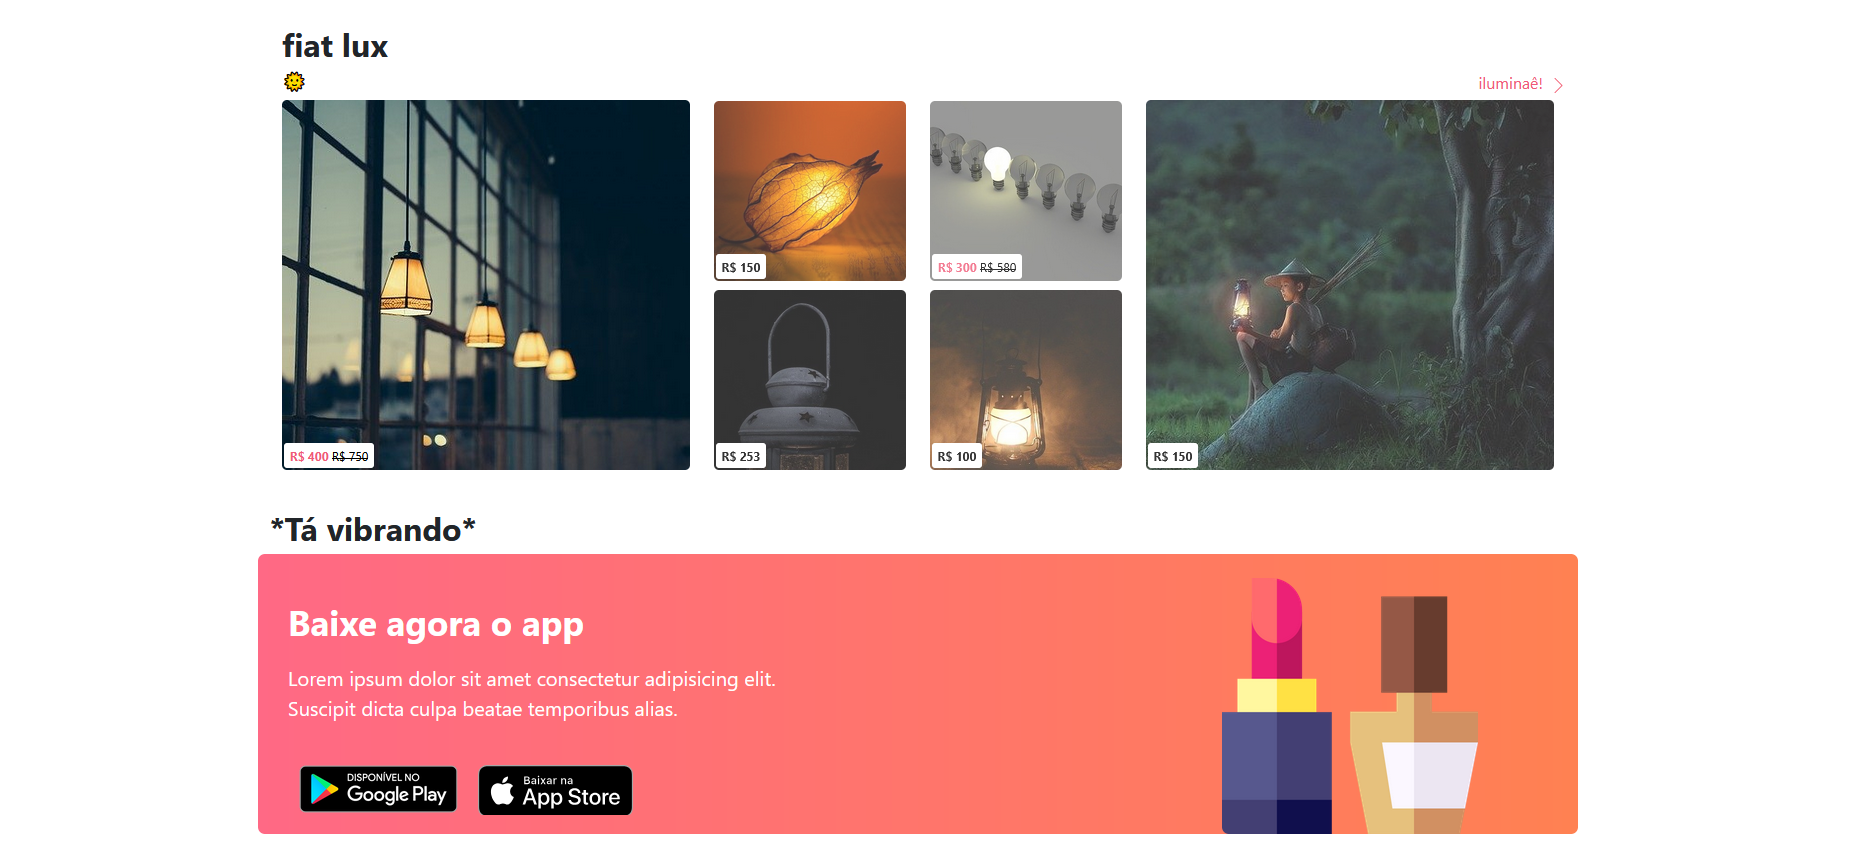 fiat lux
iluminaê!
R$ 400 R$ 750
R$ 150
R$ 300 R$ 580
R$ 253
R$ 100
R$ 150
*Tá vibrando*
Baixe agora o app
Lorem ipsum dolor sit amet consectetur adipisicing elit.
Suscipit dicta culpa beatae temporibus alias.
DISPONÍVEL NO
Google Play
Baixar na
App Store